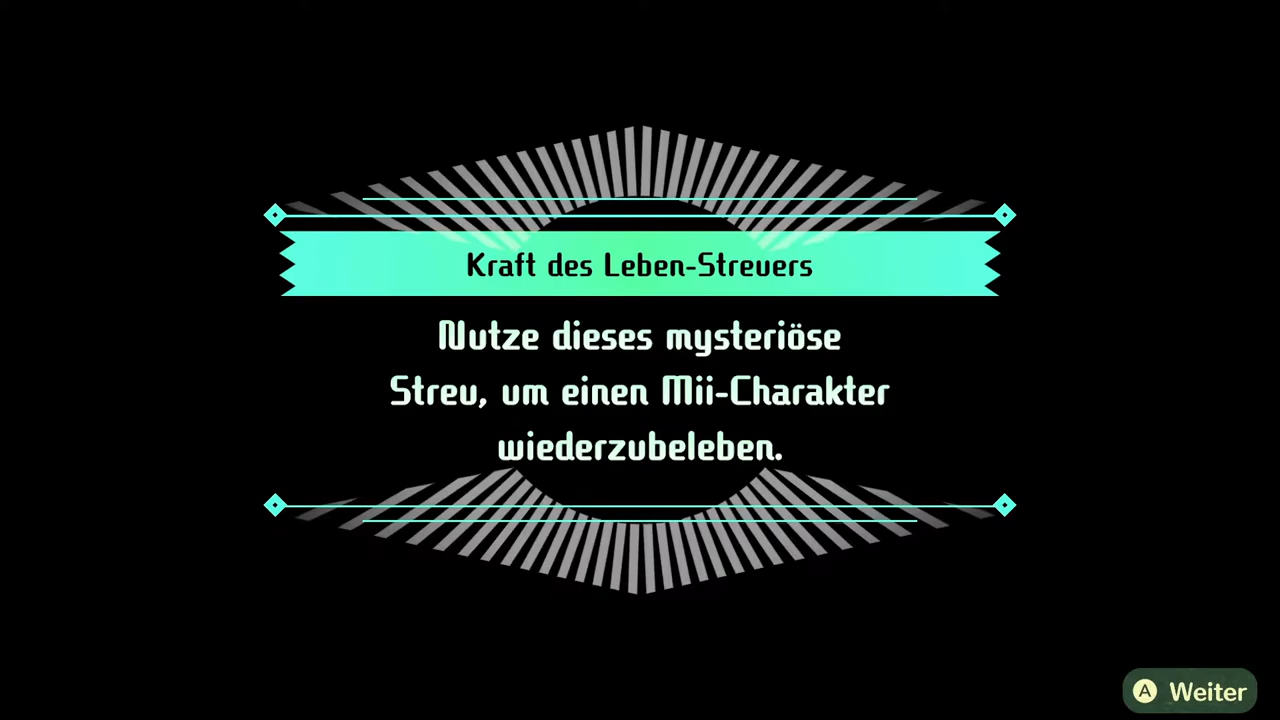 Kraft des Leben-Streuers
Nutze dieses mysteriöse
Streu, um einen Mii-Charakter
wiederzubeleben.
A Weiter